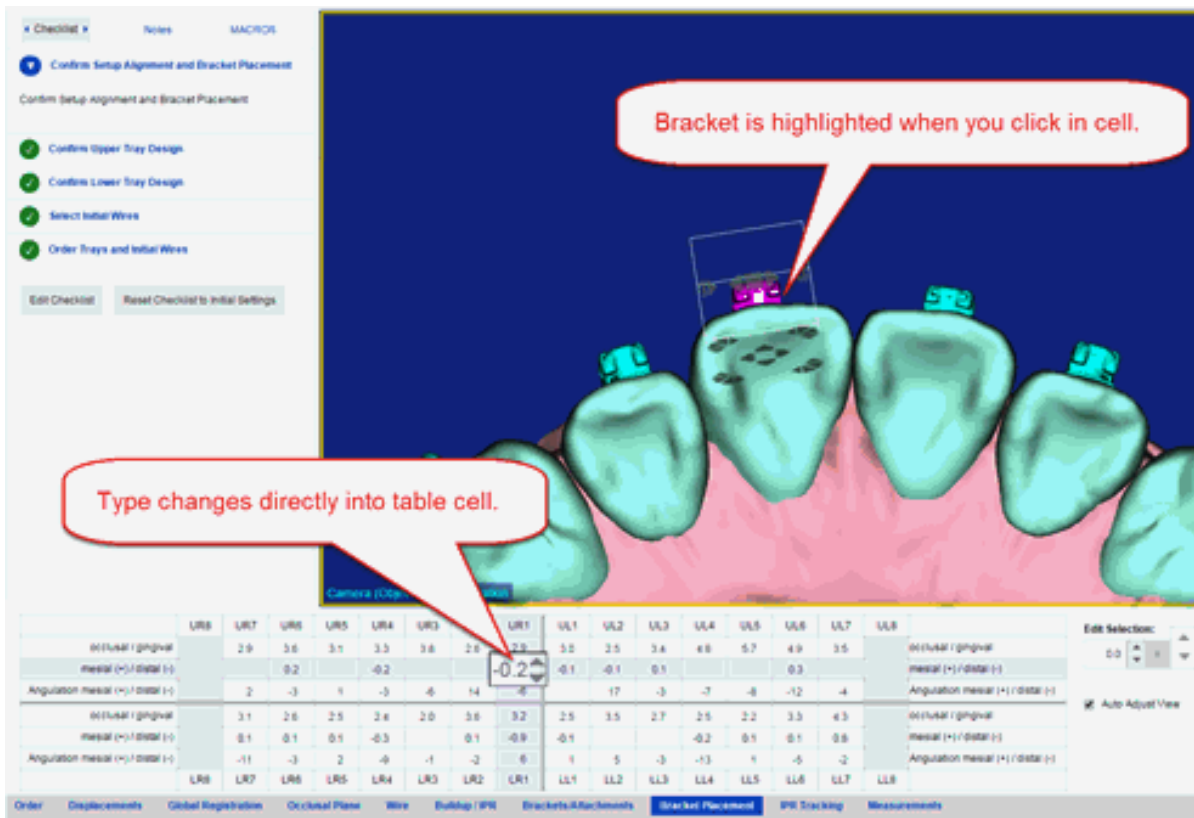 Checklist Notes MACROS
Confirm Setup Alignment and Bracket Placement
Confirm Setup Alignment and Bracket Placement
Confirm Upper Tray Design
Confirm Lower Tray Design
Select Initial Wires
Order Trays and Initial Wires
Edit Checklist Reset Checklist to Initial Settings
Bracket is highlighted when you click in cell.
Type changes directly into table cell.
Camera
UR8 UR7 UR6 UR5 UR4 UR3 UR1 UL1 UL2 UL3 UL4 UL5 UL6 UL7 UL8
occlusal / gingival 2.9 3.6 3.1 3.3 3.8 2.8 2.9 3.0 2.5 3.4 4.8 5.7 4.9 3.5 occlusal / gingival
mesial (+) / distal (-) 0.2 -0.2 -0.2 -0.1 -0.1 0.1 0.3 mesial (+) / distal (-)
Angulation mesial (+) / distal (-) 2 -3 1 -3 -6 14 -6 17 -3 -7 -8 -12 -4 Angulation mesial (+) / distal (-)
occlusal / gingival 3.1 2.6 2.5 2.4 2.0 3.6 3.2 2.5 3.5 2.7 2.5 2.2 3.3 4.3 occlusal / gingival
mesial (+) / distal (-) 0.1 0.1 0.1 -0.3 0.1 -0.9 -0.1 -0.2 0.1 0.1 0.8 mesial (+) / distal (-)
Angulation mesial (+) / distal (-) -11 -3 2 -9 -1 -2 6 1 5 -3 -13 1 -5 -2 Angulation mesial (+) / distal (-)
LR8 LR7 LR6 LR5 LR4 LR3 LR2 LR1 LL1 LL2 LL3 LL4 LL5 LL6 LL7 LL8
Edit Selection:
0.0
Auto Adjust View
Order Displacements Global Registration Occlusal Plane Wire Buildup / IPR Brackets/Attachments Bracket Placement IPR Tracking Measurements